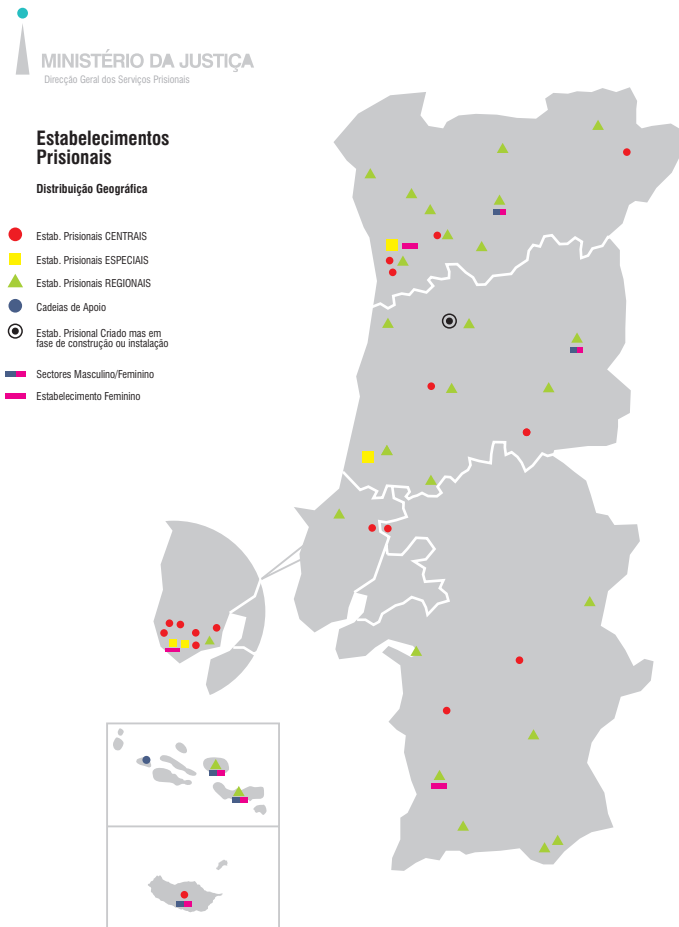 MINISTÉRIO DA JUSTIÇA
Direcção Geral dos Serviços Prisionais
Estabelecimentos
Prisionais
Distribuição Geográfica
Estab. Prisionais CENTRAIS
Estab. Prisionais ESPECIAIS
Estab. Prisionais REGIONAIS
Cadeias de Apoio
Estab. Prisional Criado mas em
fase de construção ou instalação
Sectores Masculino/Feminino
Estabelecimento Feminino